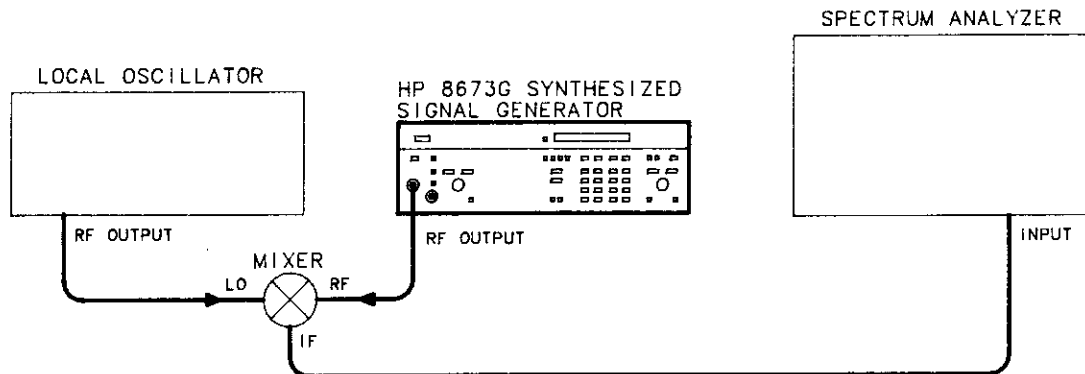 SPECTRUM ANALYZER
LOCAL OSCILLATOR
HP 8673G SYNTHESIZED
SIGNAL GENERATOR
RF OUTPUT
RF OUTPUT
INPUT
MIXER
LO
RF
IF